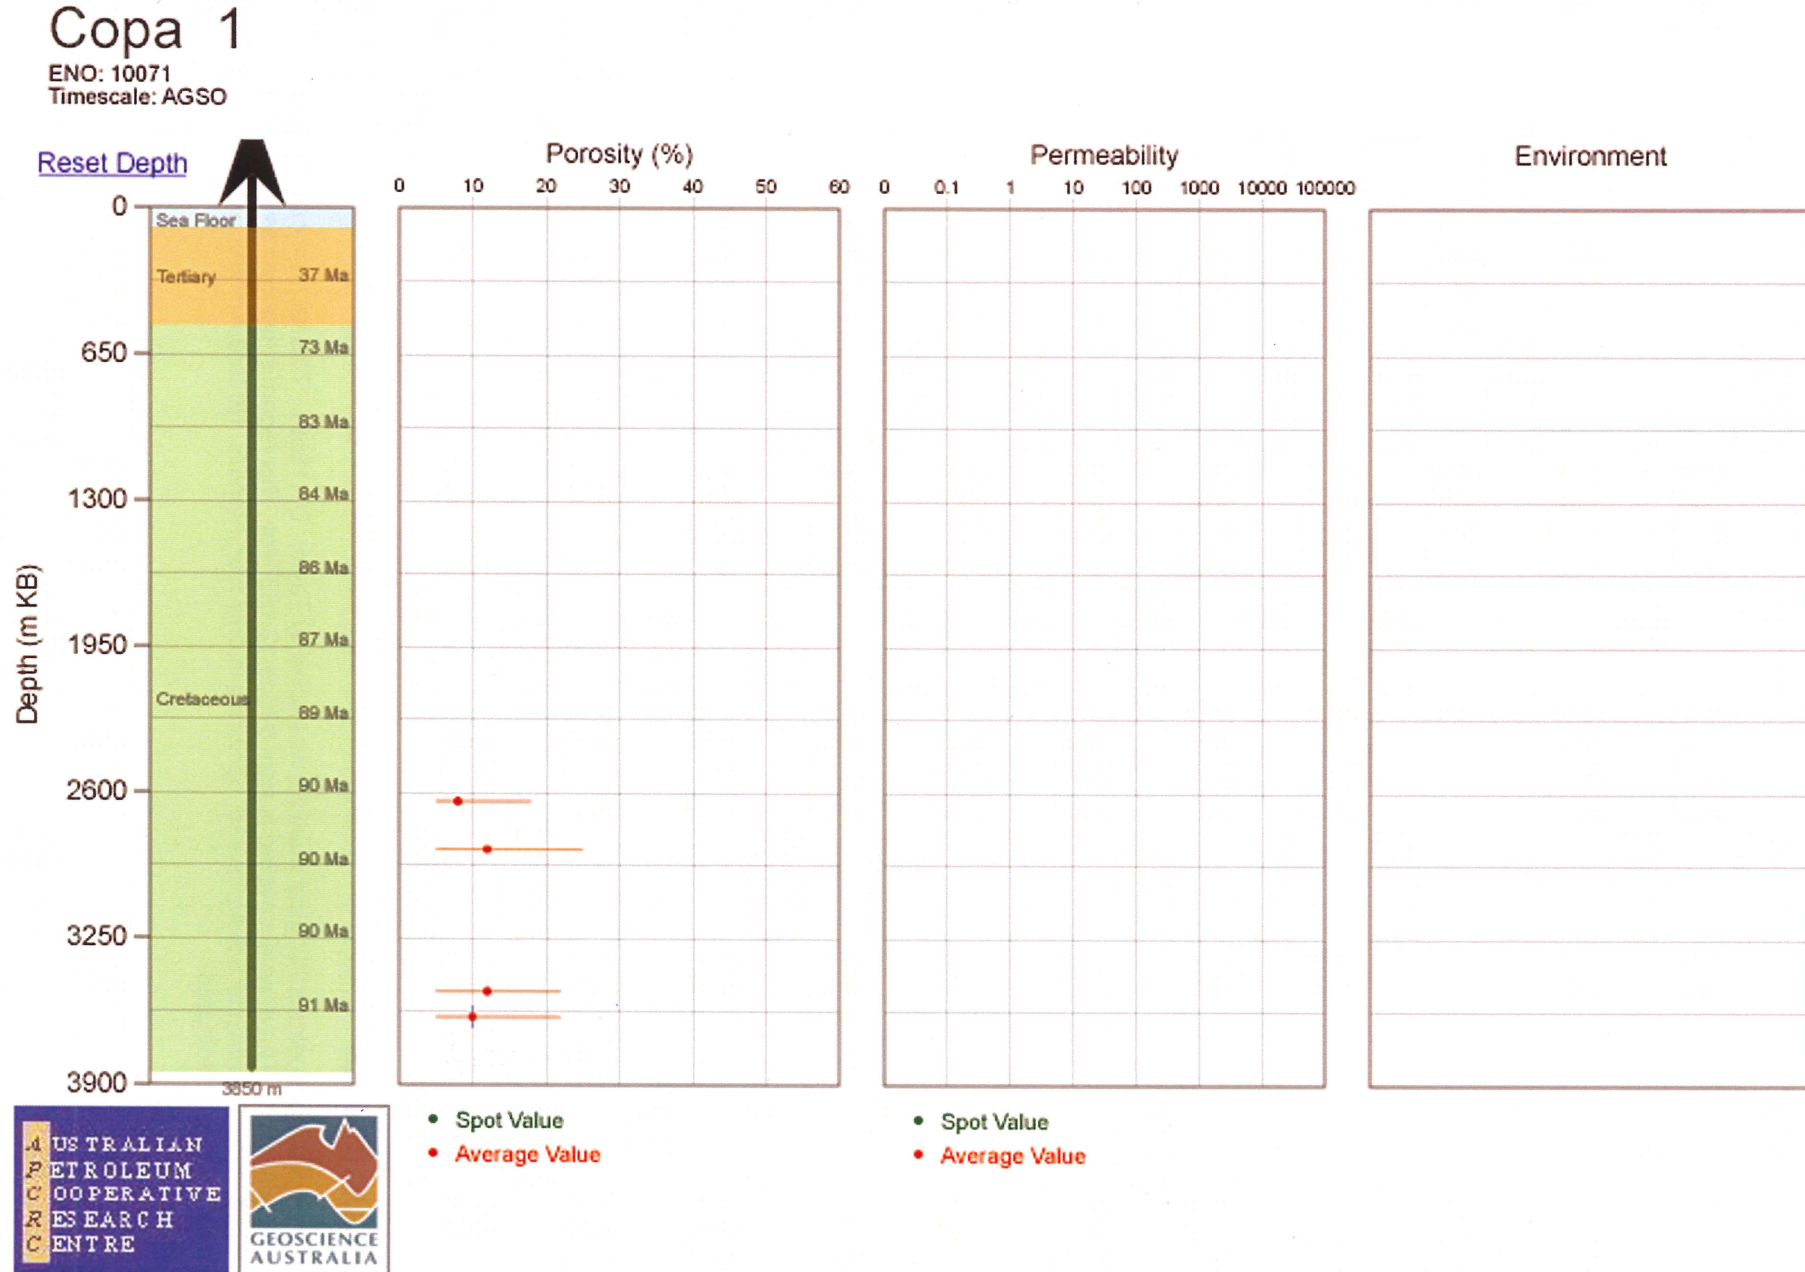 Copa 1
ENO: 10071
Timescale: AGSO
Reset Depth
Porosity (%)
Permeability
Environment
0 10 20 30 40 50 60
0 0.1 1 10 100 1000 10000 100000
Depth (m KB)
0
650
1300
1950
2600
3250
3900
Sea Floor
Tertiary
37 Ma
73 Ma
83 Ma
84 Ma
86 Ma
87 Ma
Cretaceous
89 Ma
90 Ma
90 Ma
90 Ma
91 Ma
3850 m
Spot Value
Average Value
Spot Value
Average Value
AUSTRALIAN
PETROLEUM
COOPERATIVE
RESEARCH
CENTRE
GEOSCIENCE
AUSTRALIA